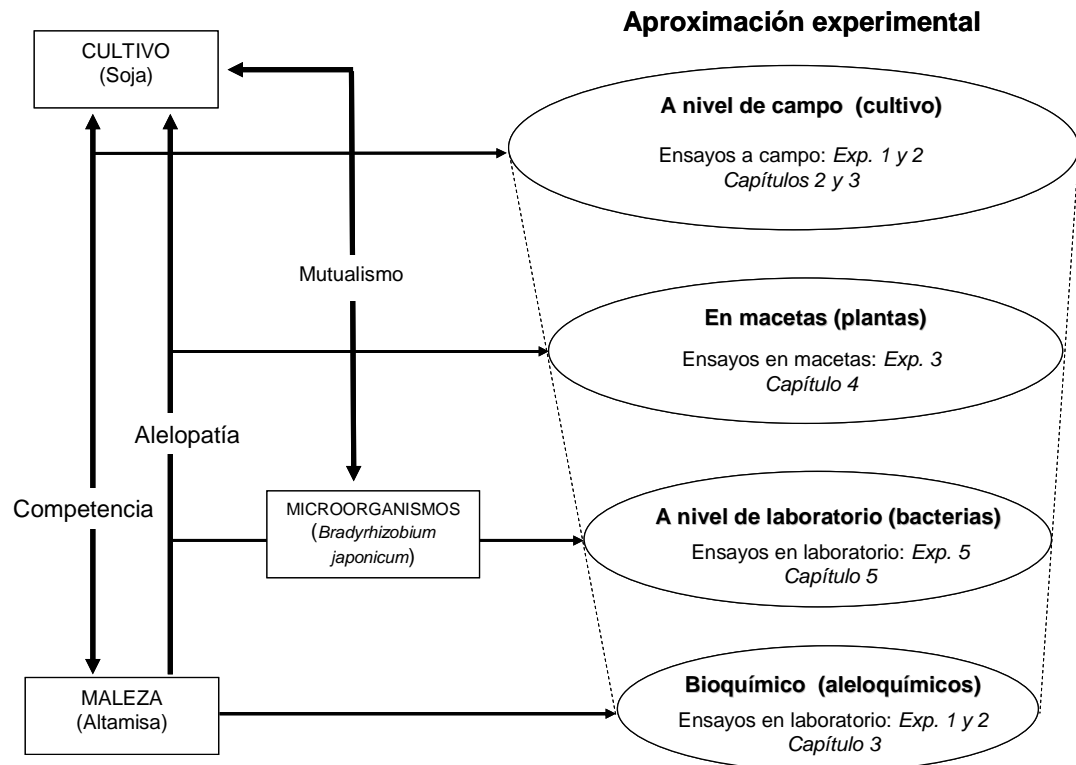 Aproximación experimental
CULTIVO
(Soja)
A nivel de campo (cultivo)
Ensayos a campo: Exp. 1 y 2
Capítulos 2 y 3
Mutualismo
En macetas (plantas)
Ensayos en macetas: Exp. 3
Capítulo 4
Alelopatía
Competencia
MICROORGANISMOS
(Bradyrhizobium
japonicum)
A nivel de laboratorio (bacterias)
Ensayos en laboratorio: Exp. 5
Capítulo 5
MALEZA
(Altamisa)
Bioquímico (aleloquímicos)
Ensayos en laboratorio: Exp. 1 y 2
Capítulo 3